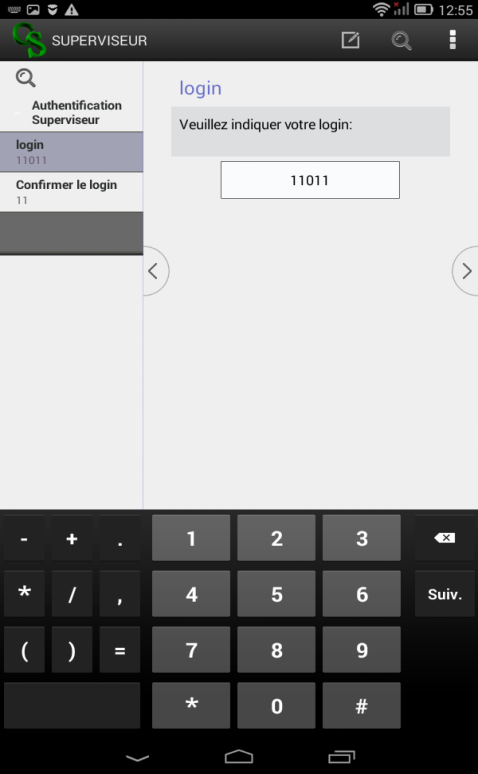 12:55
SUPERVISEUR
Authentification
Superviseur
login
11011
Confirmer le login
11
login
Veuillez indiquer votre login:
11011
- + . 1 2 3
* / , 4 5 6 Suiv.
( ) = 7 8 9
* 0 #